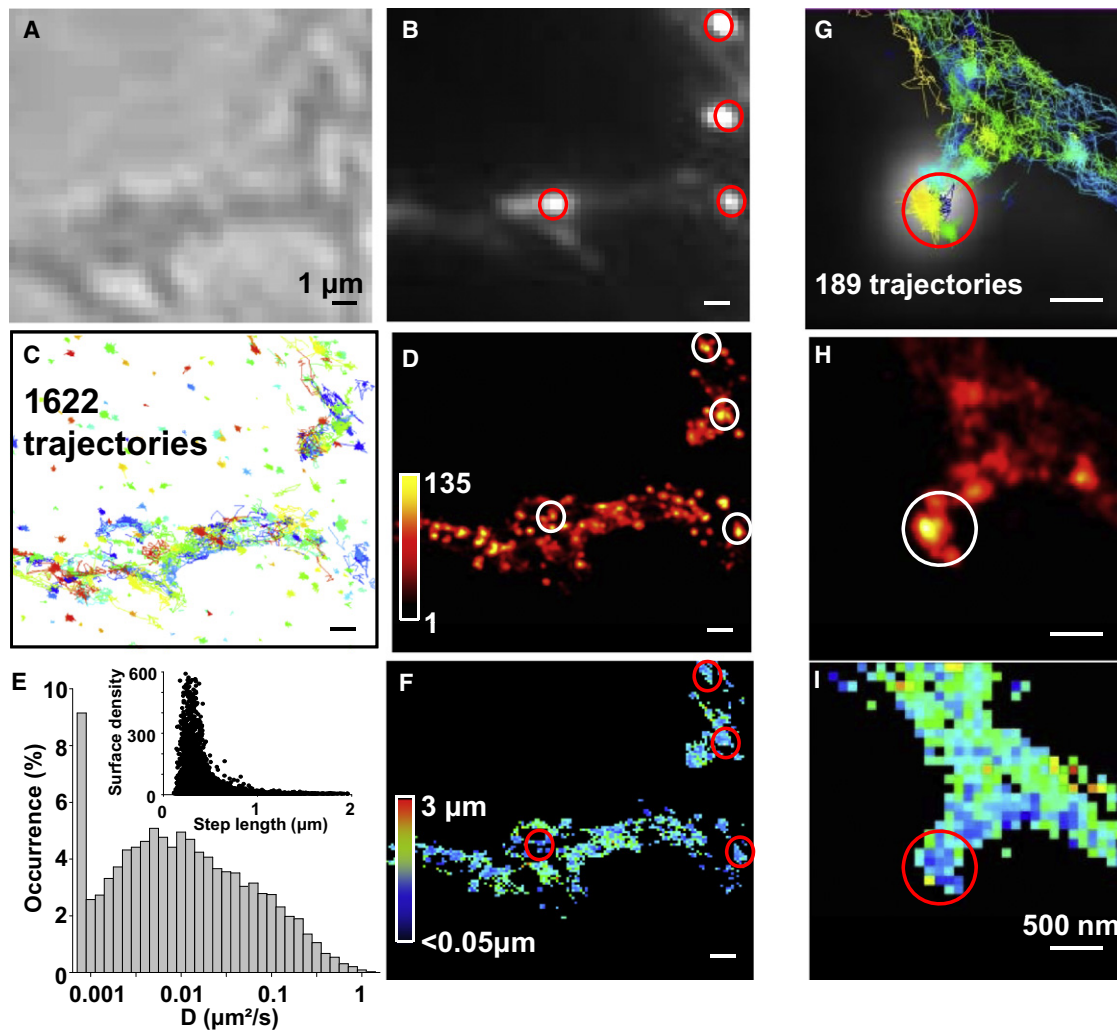 A
1 µm
B
G
189 trajectories
C
1622
trajectories
D
135
1
H
E
Occurrence (%)
10
8
6
4
2
0
0.001
0.01
0.1
1
D (µm²/s)
Surface density
600
300
0
0
1
2
Step length (µm)
F
3 µm
<0.05µm
I
500 nm